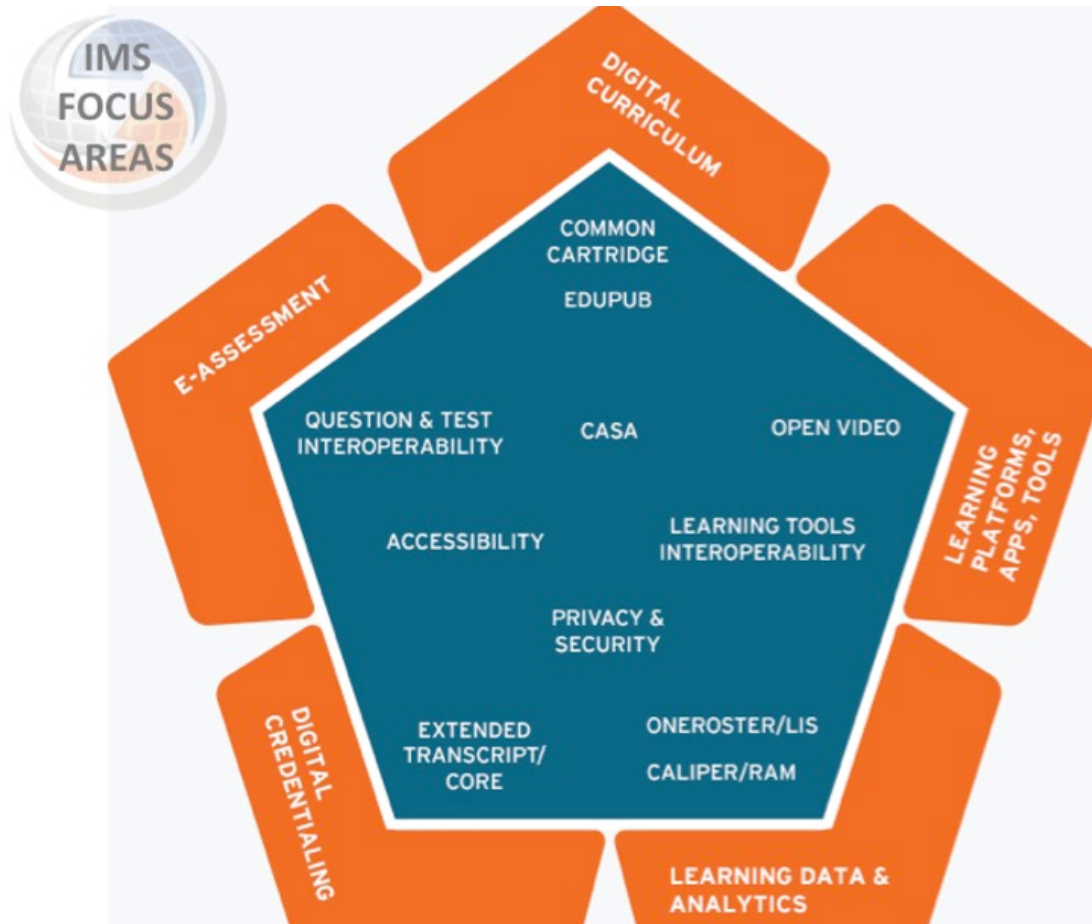 IMS
FOCUS
AREAS
DIGITAL
CURRICULUM
E-ASSESSMENT
LEARNING
PLATFORMS,
APPS, TOOLS
COMMON
CARTRIDGE
EDUPUB
QUESTION & TEST
INTEROPERABILITY
CASA
OPEN VIDEO
ACCESSIBILITY
LEARNING TOOLS
INTEROPERABILITY
PRIVACY &
SECURITY
EXTENDED
TRANSCRIPT/
CORE
ONEROSTER/LIS
CALIPER/RAM
DIGITAL
CREDENTIALING
LEARNING DATA &
ANALYTICS